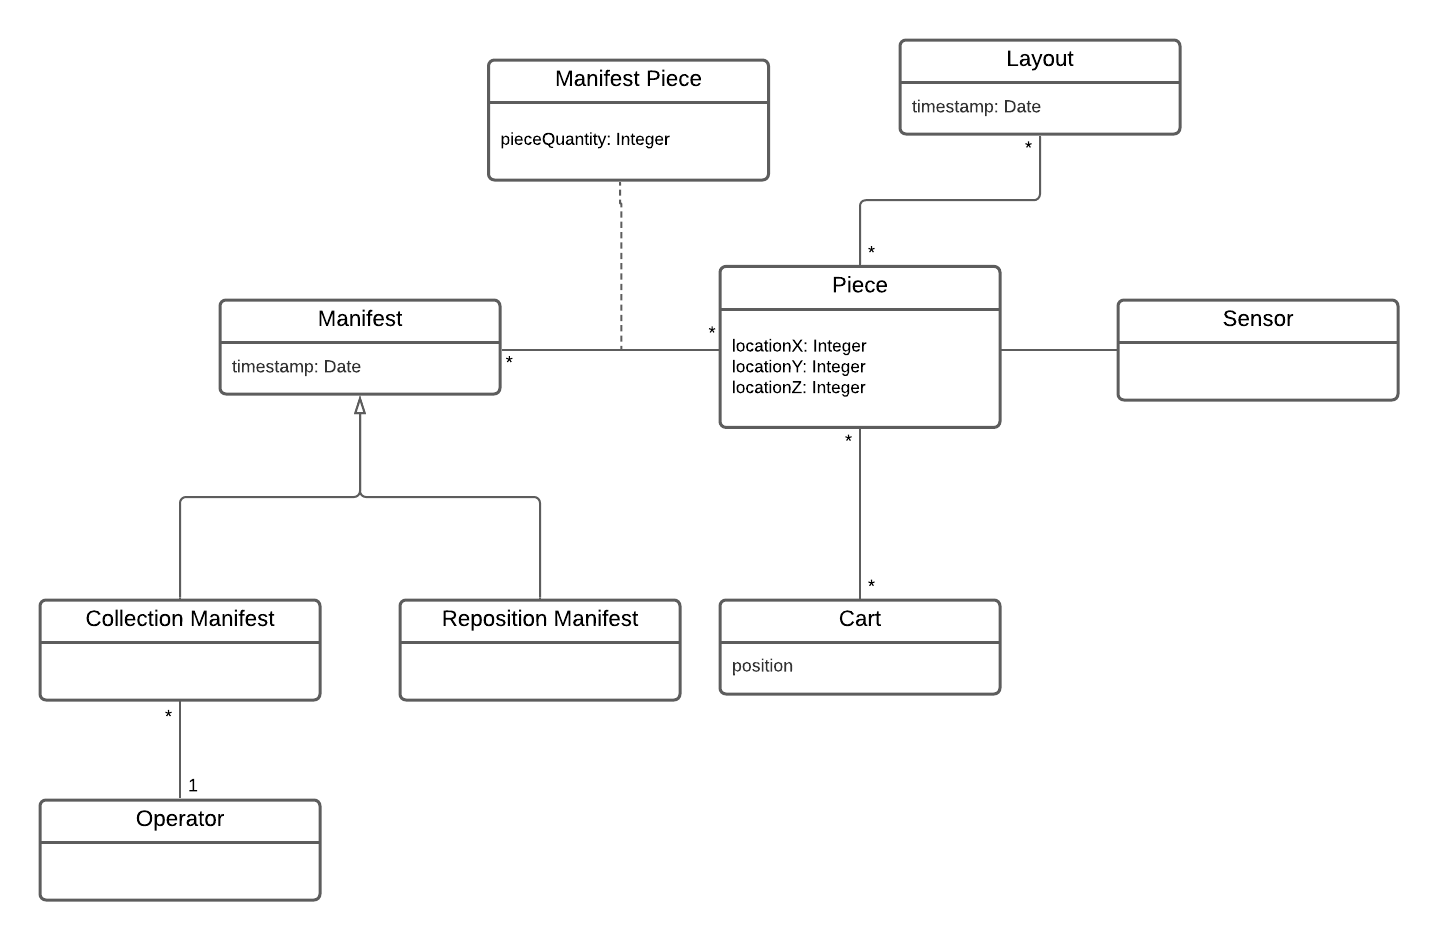 Layout
timestamp: Date
*
Manifest Piece
pieceQuantity: Integer
*
Piece
locationX: Integer
locationY: Integer
locationZ: Integer
*
*
Manifest
timestamp: Date
*
Sensor
*
Collection Manifest
Reposition Manifest
Cart
position
*
1
Operator